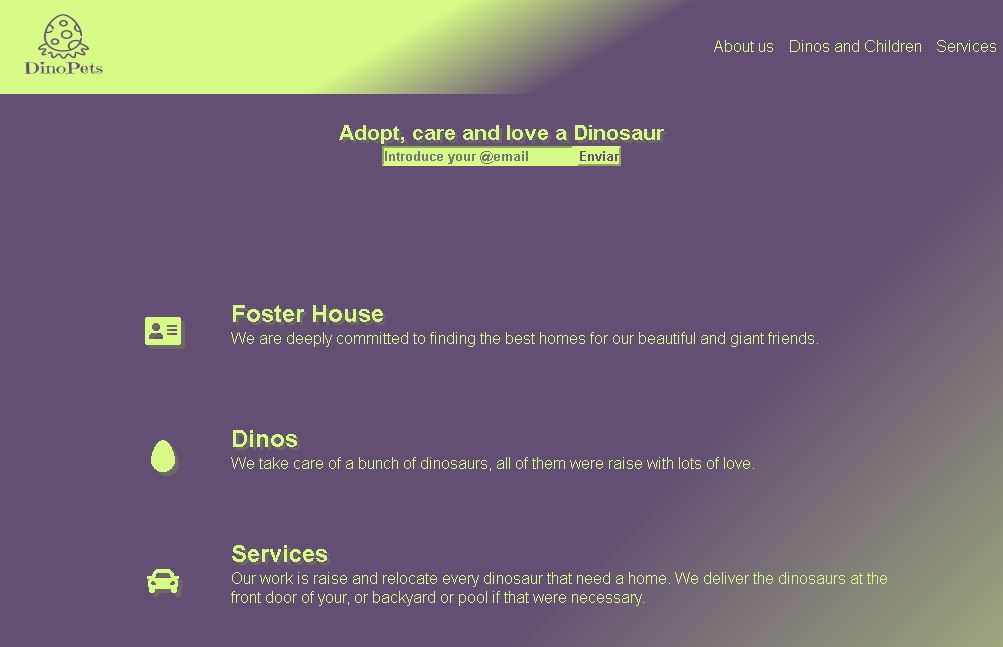 DinoPets
About us Dinos and Children Services
Adopt, care and love a Dinosaur
Introduce your @email Enviar
Foster House
We are deeply committed to finding the best homes for our beautiful and giant friends.
Dinos
We take care of a bunch of dinosaurs, all of them were raise with lots of love.
Services
Our work is raise and relocate every dinosaur that need a home. We deliver the dinosaurs at the
front door of your, or backyard or pool if that were necessary.